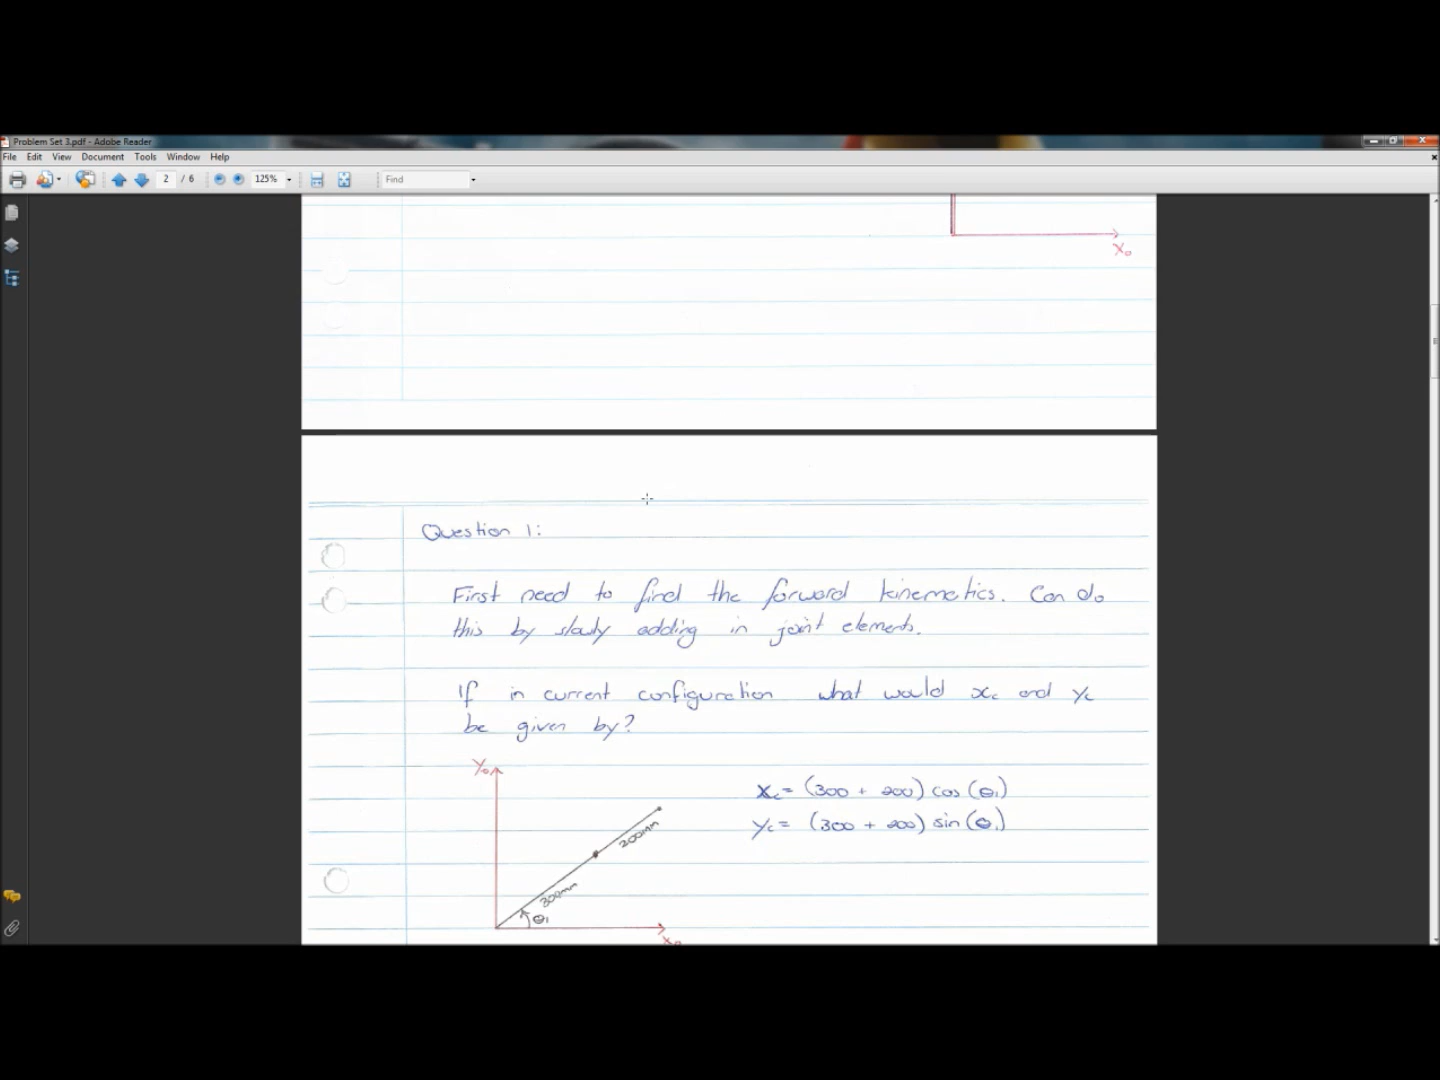 Problem Set 3.pdf - Adobe Reader
File Edit View Document Tools Window Help
2 / 6 125% Find
X₀
Question 1:
First need to find the forward kinematics. Can do
this by slowly adding in joint elements.
If in current configuration what would xc and yc
be given by?
Y₀
xc = (300 + 200) cos(θ₁)
yc = (300 + 200) sin(θ₁)
200mm
300mm
θ₁
X₀